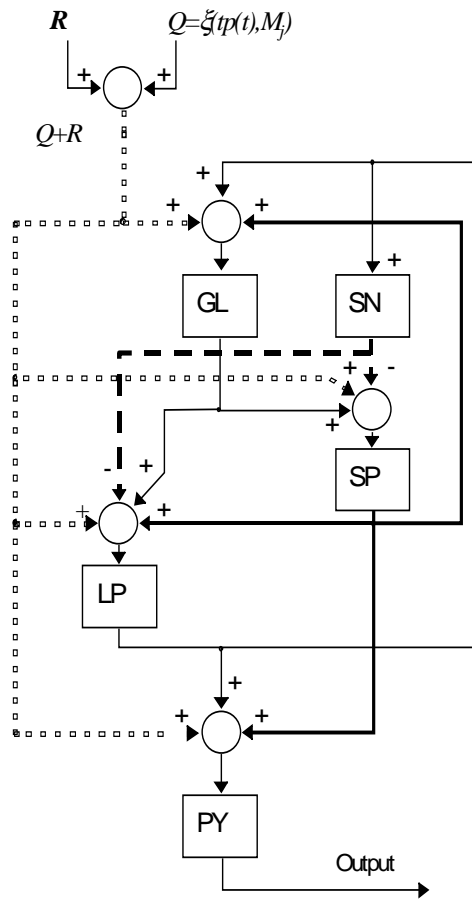 R
Q=ξ(tp(t),Mj)
+ +
Q+R
+
+ +
+
GL SN
+ -
+
+
-
SP
+ +
LP
+
+ +
PY
Output